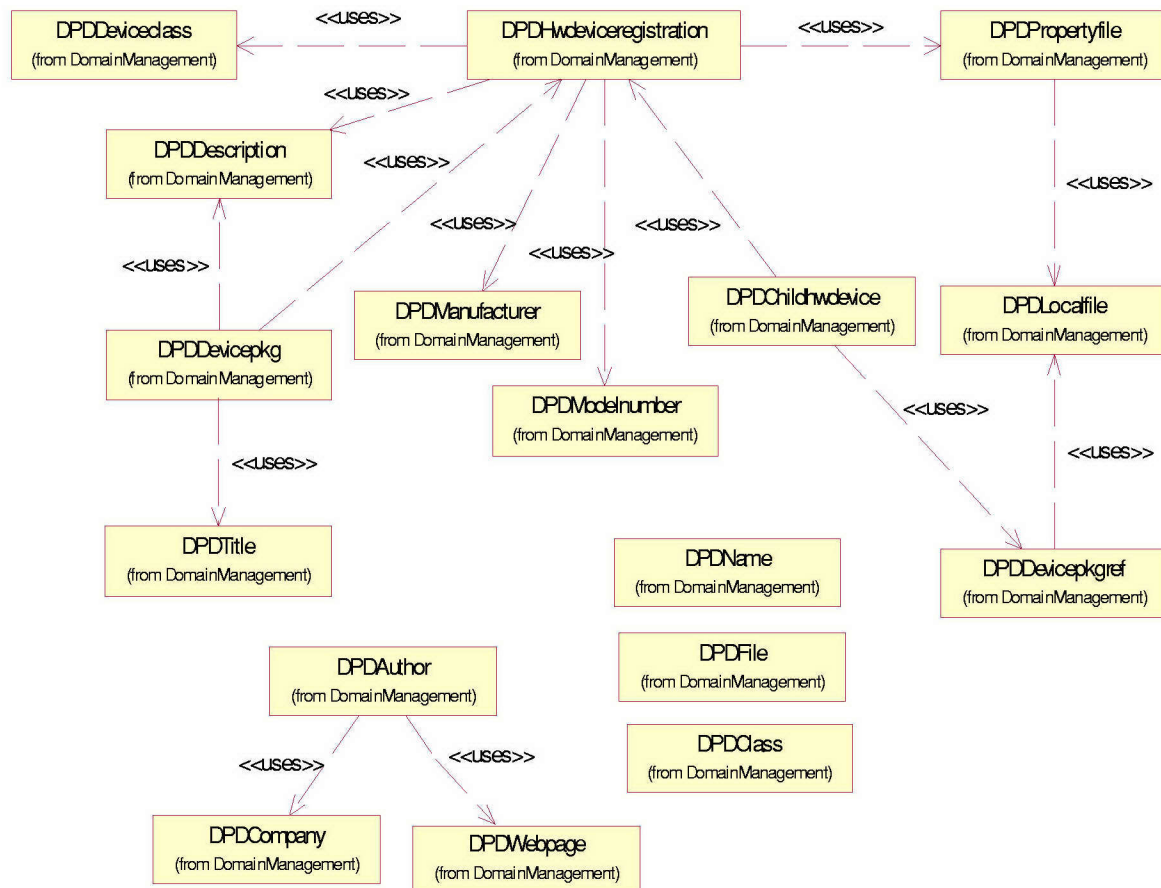 DPDDeviceclass
(from DomainManagement)
<<uses>>
DPDHwdeviceregistration
(from DomainManagement)
<<uses>>
DPDPropertyfile
(from DomainManagement)
<<uses>>
DPDDescription
(from DomainManagement)
<<uses>>
<<uses>>
<<uses>>
<<uses>>
<<uses>>
<<uses>>
<<uses>>
DPDManufacturer
(from DomainManagement)
DPDChildhwdevice
(from DomainManagement)
DPDLocalfile
(from DomainManagement)
DPDDevicepkg
(from DomainManagement)
DPDModelnumber
(from DomainManagement)
<<uses>>
<<uses>>
<<uses>>
DPDTitle
(from DomainManagement)
DPDName
(from DomainManagement)
DPDDevicepkgref
(from DomainManagement)
DPDAuthor
(from DomainManagement)
DPDFile
(from DomainManagement)
DPDClass
(from DomainManagement)
<<uses>>
<<uses>>
DPDCompany
(from DomainManagement)
DPDWebpage
(from DomainManagement)